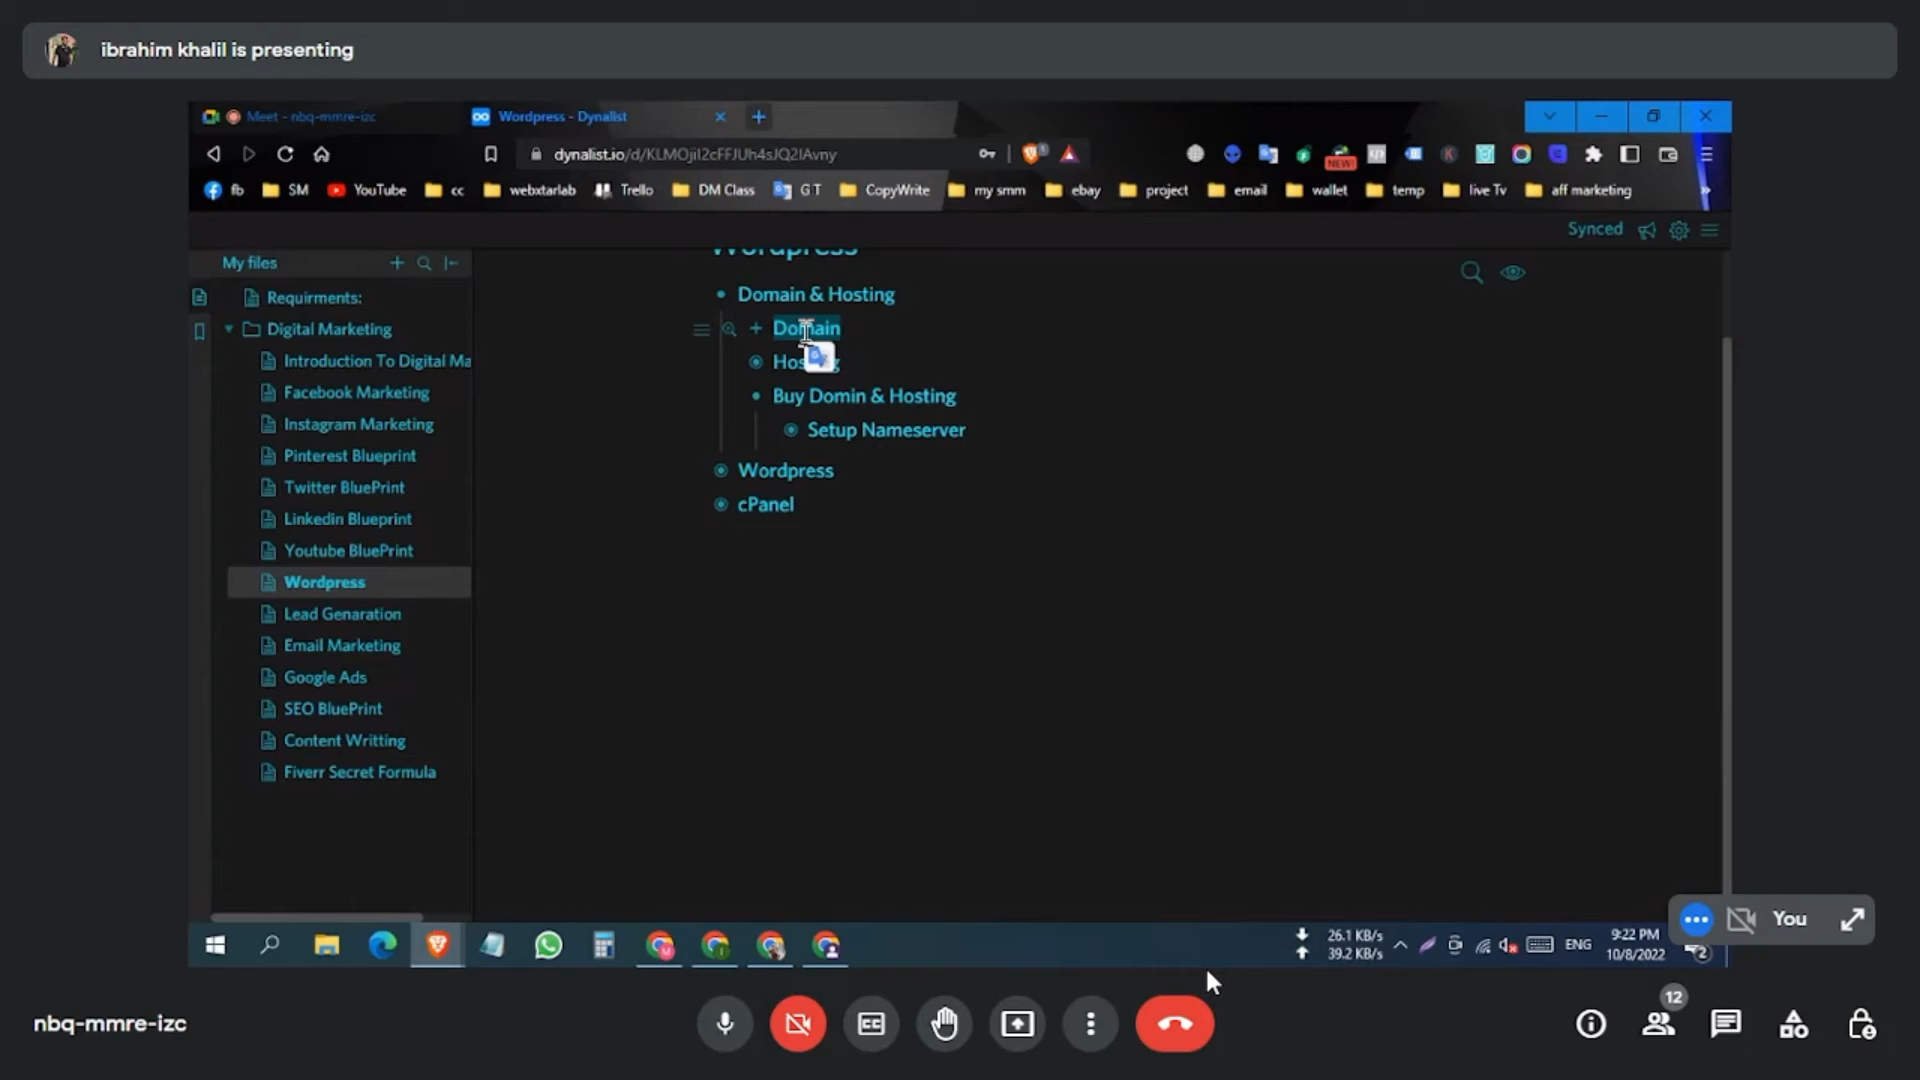 ibrahim khalil is presenting
Meet - nbq-mmre-izc
Wordpress - Dynalist
dynalist.io/d/KLMOjiI2cFFJUh4sJQ2IAvny
NEW!
fb
SM
YouTube
cc
webxtarlab
Trello
DM Class
G T
CopyWrite
my smm
ebay
project
email
wallet
temp
live Tv
aff marketing
Synced
My files
Requirments:
Digital Marketing
Introduction To Digital Ma
Facebook Marketing
Instagram Marketing
Pinterest Blueprint
Twitter BluePrint
Linkedin Blueprint
Youtube BluePrint
Wordpress
Lead Genaration
Email Marketing
Google Ads
SEO BluePrint
Content Writting
Fiverr Secret Formula
Wordpress
Domain & Hosting
Domain
Buy Domin & Hosting
Setup Nameserver
Wordpress
cPanel
You
26.1 KB/s
39.2 KB/s
ENG
9:22 PM
10/8/2022
2
nbq-mmre-izc
12